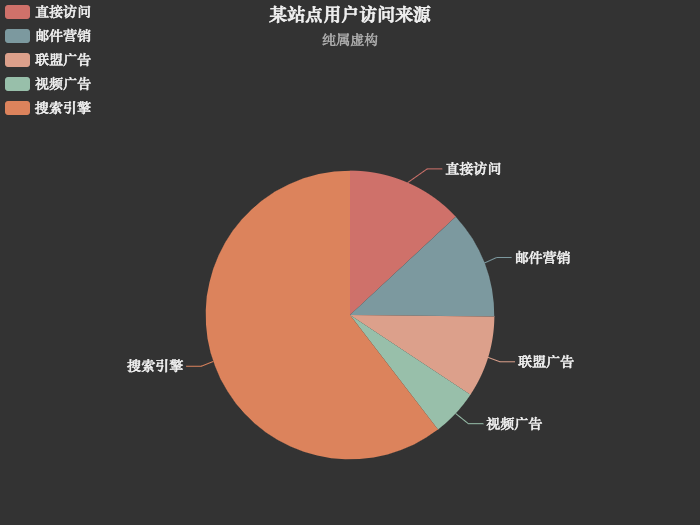 某站点用户访问来源
纯属虚构
直接访问
邮件营销
联盟广告
视频广告
搜索引擎
直接访问
邮件营销
联盟广告
搜索引擎
视频广告